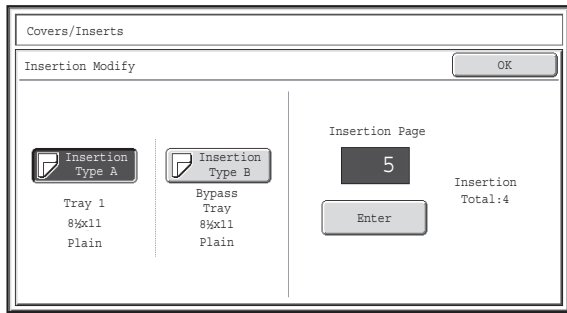 Covers/Inserts
Insertion Modify
OK
Insertion
Type A
Tray 1
8½x11
Plain
Insertion
Type B
Bypass
Tray
8½x11
Plain
Insertion Page
5
Enter
Insertion
Total:4